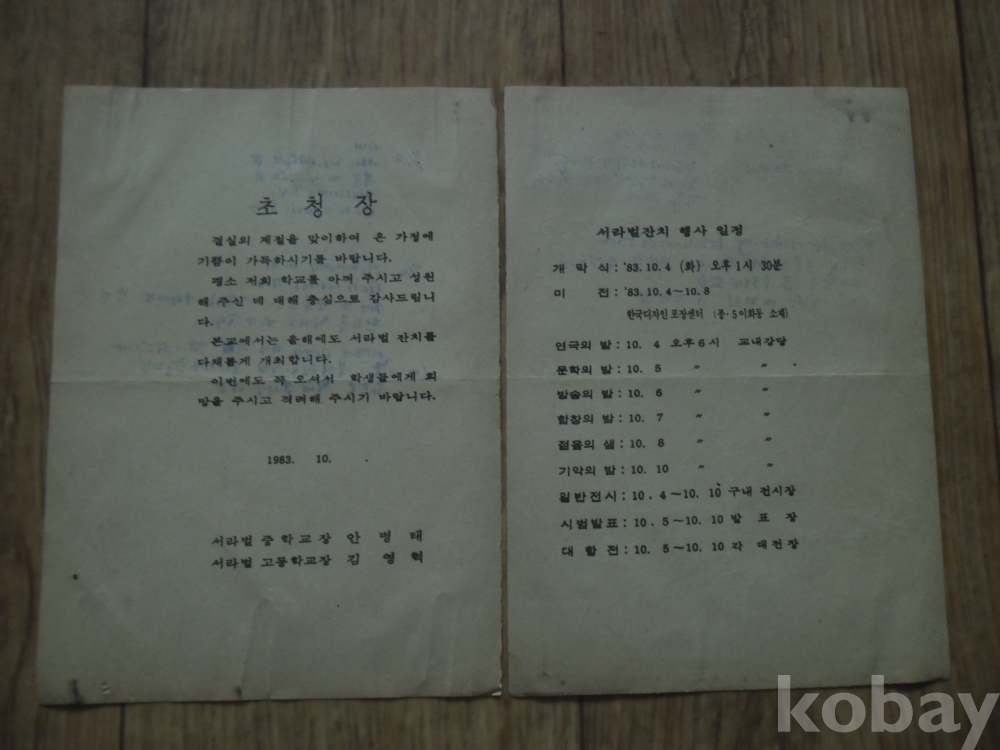 초청장
결실의 계절을 맞이하여 온 가정에
기쁨이 가득하시기를 바랍니다.
평소 저희 학교를 아껴 주시고 성원
해 주신 데 대해 충심으로 감사드립니
다.
본교에서는 올해에도 서라벌 잔치를
다채롭게 개최합니다.
이번에도 꼭 오셔서 학생들에게 희
망을 주시고 격려해 주시기 바랍니다.
1983. 10. .
서라벌 중학교장 안 병 태
서라벌 고등학교장 김 영 혁
서라벌잔치 행사 일정
개 막 식 : '83. 10. 4 (화) 오후 1시 30분
미 전 : '83. 10. 4~10. 8
한국디자인포장센터 (종·5 이화동 소재)
연극의 밤 : 10. 4 오후 6시 교내강당
문학의 밤 : 10. 5 〃 〃
방송의 밤 : 10. 6 〃 〃
합창의 밤 : 10. 7 〃 〃
젊음의 샘 : 10. 8 〃 〃
기악의 밤 : 10. 10 〃 〃
일반전시 : 10. 4~10. 10 구내 전시장
시범발표 : 10. 5~10. 10 발 표 장
대 할 전 : 10. 5~10. 10 각 대전장
kobay